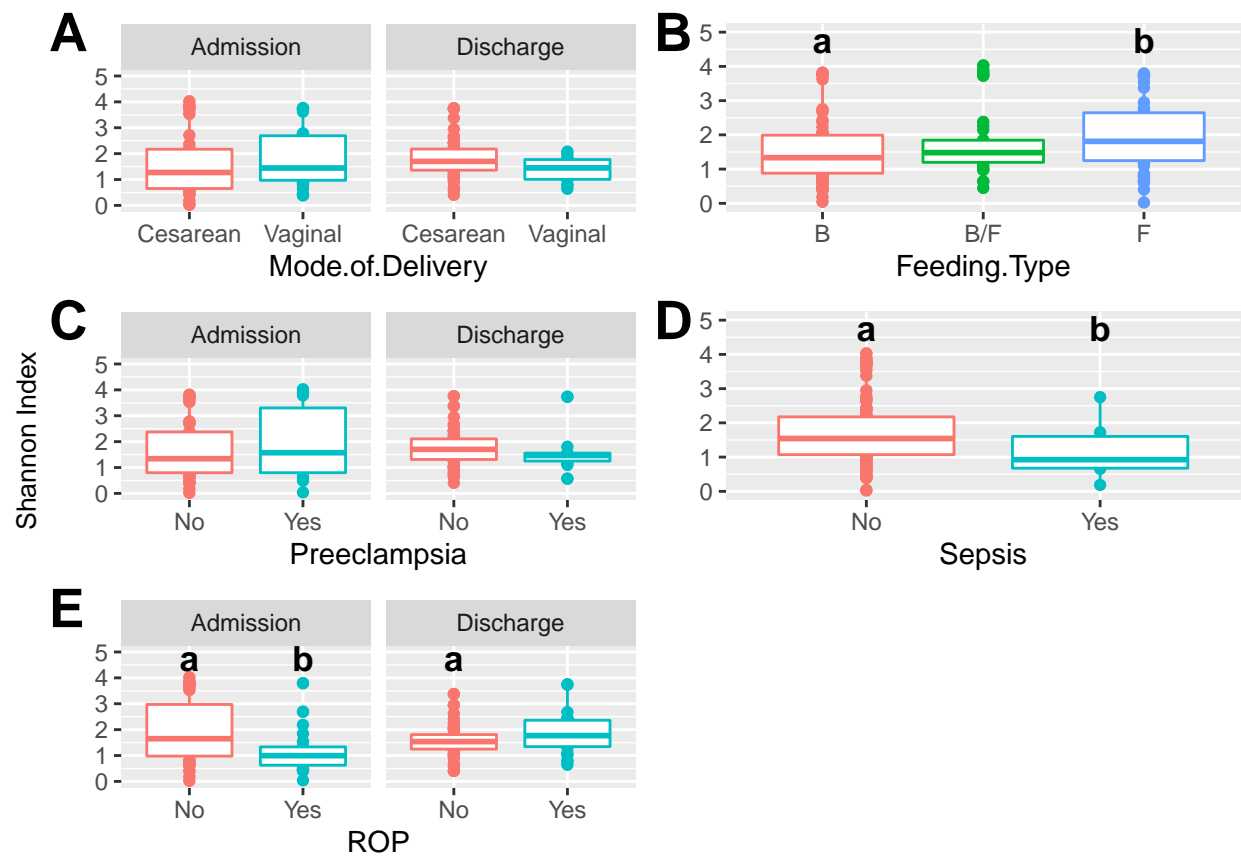 A
Admission
Discharge
5
4
3
2
1
0
Cesarean Vaginal
Cesarean Vaginal
Mode.of.Delivery
B
a
b
5
4
3
2
1
0
B B/F F
Feeding.Type
C
Admission
Discharge
5
4
3
2
1
0
No Yes
No Yes
Preeclampsia
D
a
b
5
4
3
2
1
0
No Yes
Sepsis
Shannon Index
E
Admission
Discharge
a
b
a
5
4
3
2
1
0
No Yes
No Yes
ROP